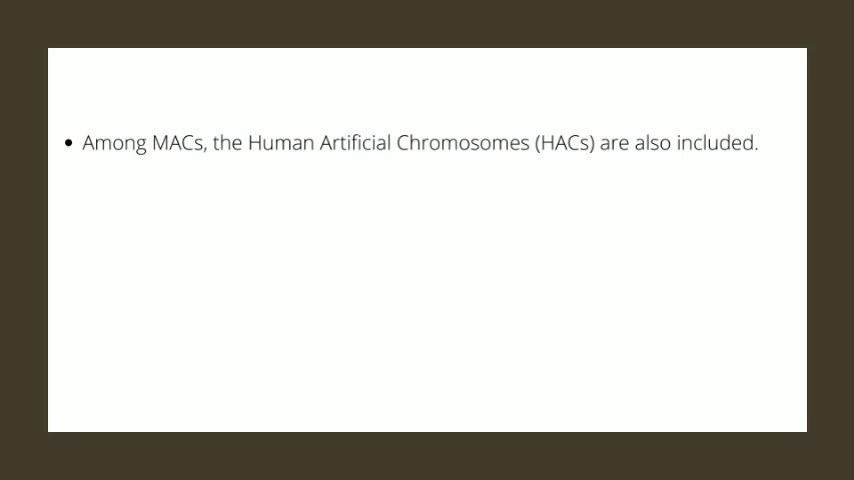 • Among MACs, the Human Artificial Chromosomes (HACs) are also included.